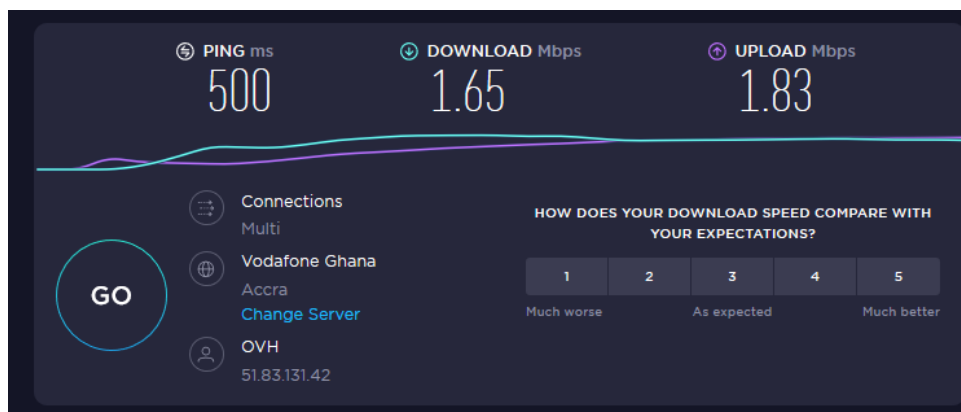 PING ms
500
DOWNLOAD Mbps
1.65
UPLOAD Mbps
1.83
Connections
Multi
Vodafone Ghana
Accra
Change Server
OVH
51.83.131.42
GO
HOW DOES YOUR DOWNLOAD SPEED COMPARE WITH
YOUR EXPECTATIONS?
1 2 3 4 5
Much worse As expected Much better